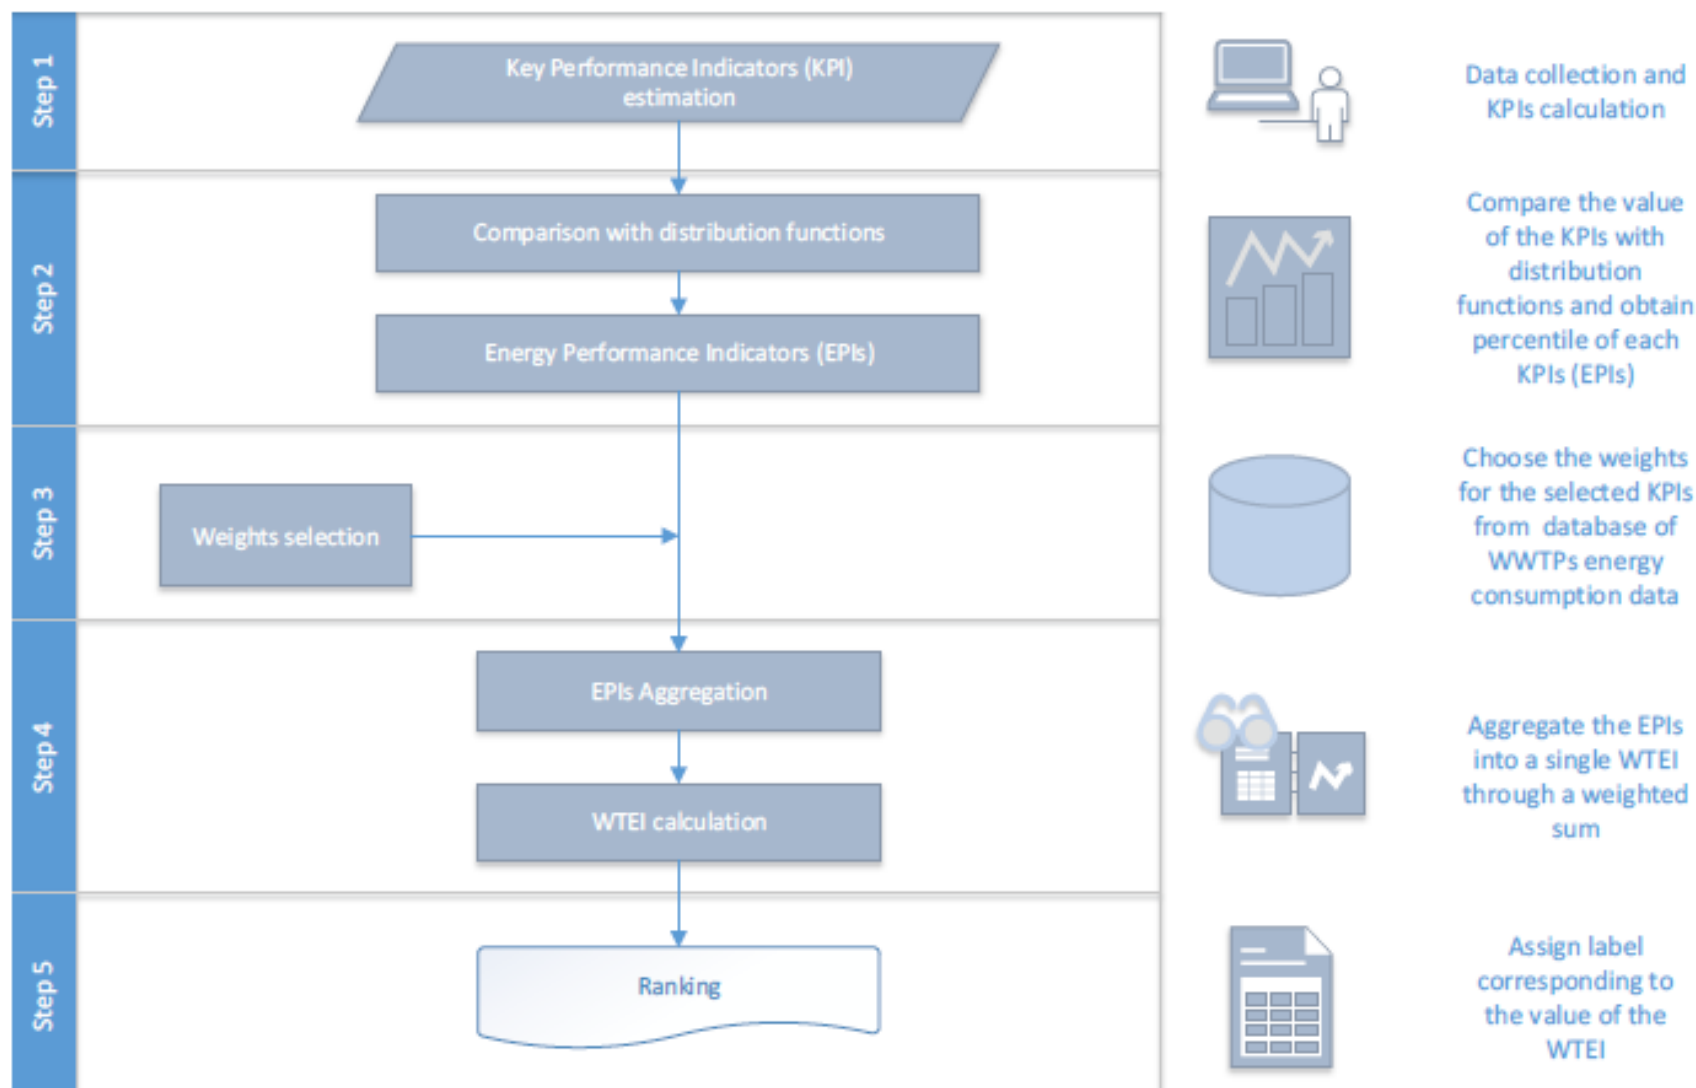 Step 1
Key Performance Indicators (KPI)
estimation
Data collection and
KPIs calculation
Step 2
Comparison with distribution functions
Energy Performance Indicators (EPIs)
Compare the value
of the KPIs with
distribution
functions and obtain
percentile of each
KPIs (EPIs)
Step 3
Weights selection
Choose the weights
for the selected KPIs
from database of
WWTPs energy
consumption data
Step 4
EPIs Aggregation
WTEI calculation
Aggregate the EPIs
into a single WTEI
through a weighted
sum
Step 5
Ranking
Assign label
corresponding to
the value of the
WTEI